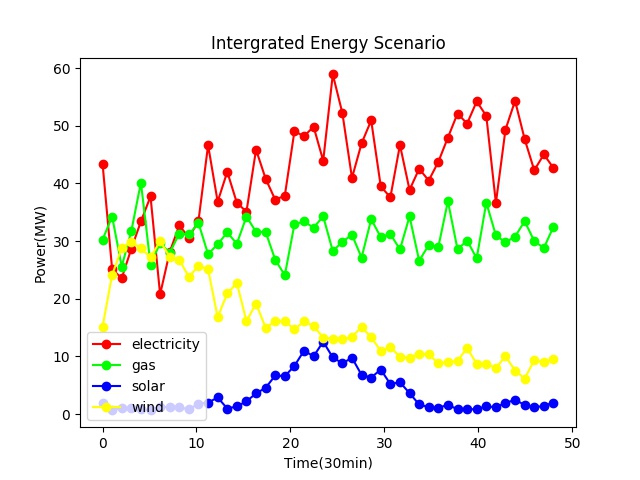 Intergrated Energy Scenario
60
50
40
30
20
10
0
Power(MW)
electricity
gas
solar
wind
0 10 20 30 40 50
Time(30min)